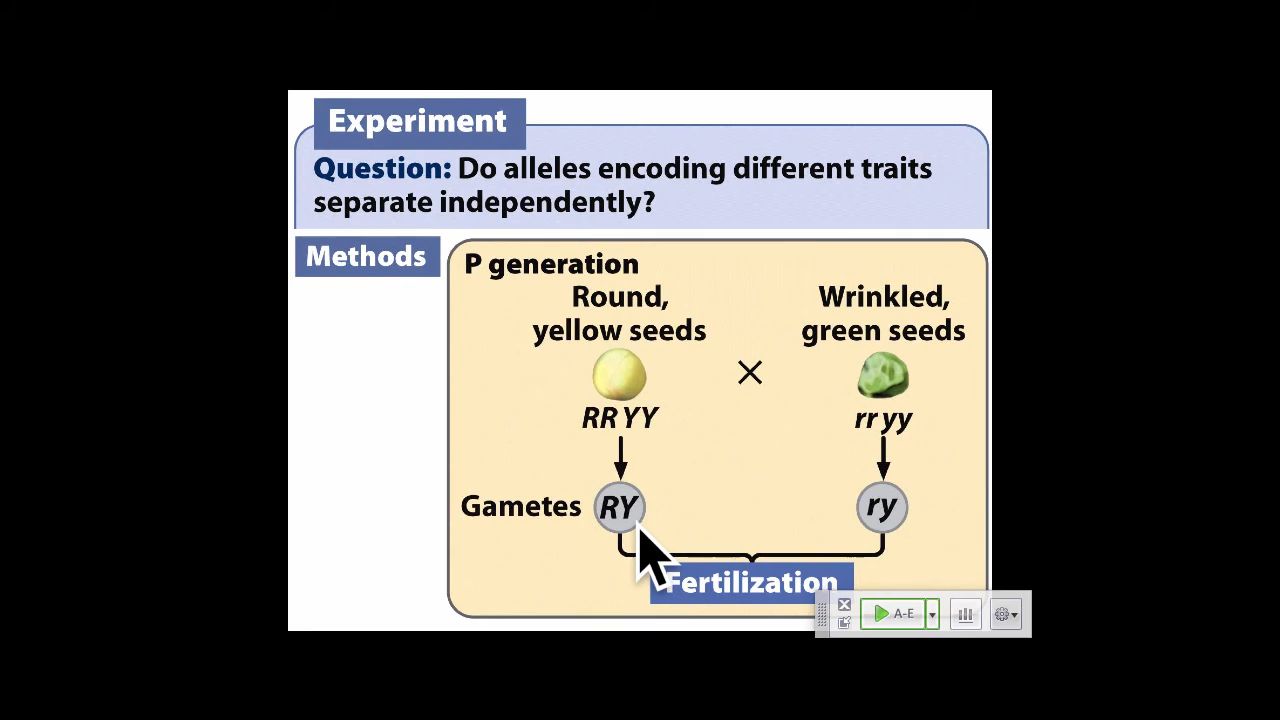 Experiment
Question: Do alleles encoding different traits
separate independently?
Methods
P generation
Round,
yellow seeds
Wrinkled,
green seeds
×
RR YY
rr yy
Gametes
RY
ry
Fertilization
A-E